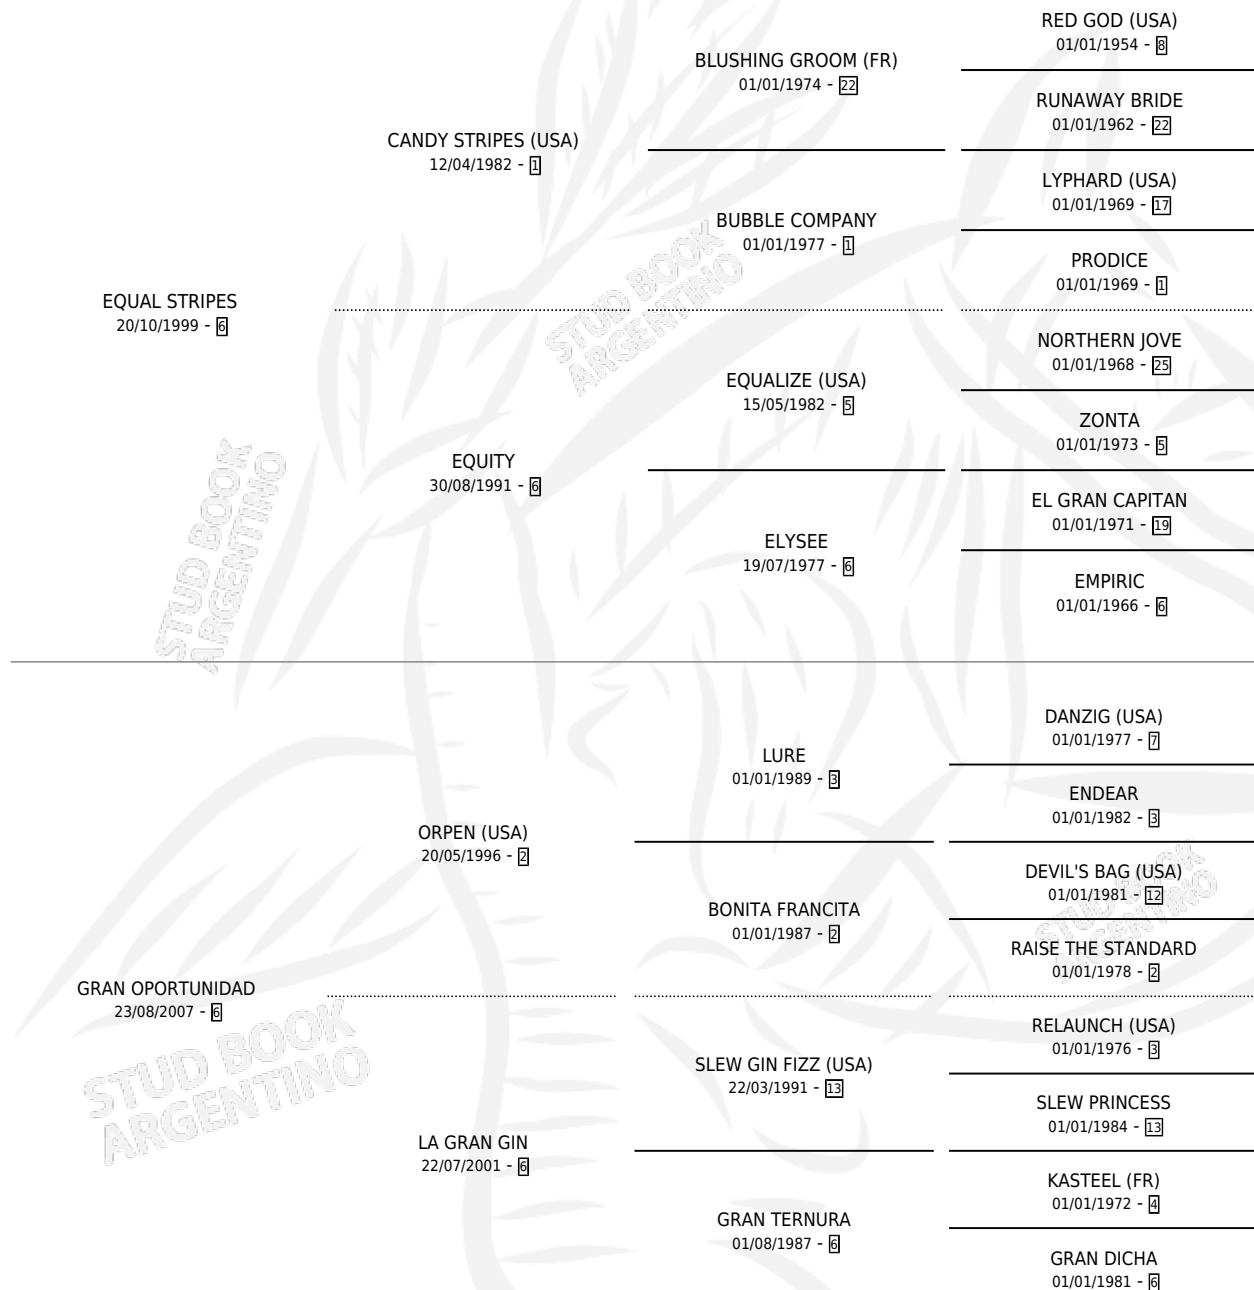 RED GOD (USA)
01/01/1954 - 8
BLUSHING GROOM (FR)
01/01/1974 - 22
RUNAWAY BRIDE
01/01/1962 - 22
CANDY STRIPES (USA)
12/04/1982 - 1
LYPHARD (USA)
01/01/1969 - 17
BUBBLE COMPANY
01/01/1977 - 1
PRODICE
01/01/1969 - 1
EQUAL STRIPES
20/10/1999 - 6
STUD BOOK
ARGENTINO
NORTHERN JOVE
01/01/1968 - 25
EQUALIZE (USA)
15/05/1982 - 5
ZONTA
01/01/1973 - 5
EQUITY
30/08/1991 - 6
EL GRAN CAPITAN
01/01/1971 - 19
ELYSEE
19/07/1977 - 6
EMPIRIC
01/01/1966 - 6
STUD BOOK
ARGENTINO
DANZIG (USA)
01/01/1977 - 7
LURE
01/01/1989 - 3
ENDEAR
01/01/1982 - 3
ORPEN (USA)
20/05/1996 - 2
DEVIL'S BAG (USA)
01/01/1981 - 12
BONITA FRANCITA
01/01/1987 - 2
STUD BOOK
ARGENTINO
RAISE THE STANDARD
01/01/1978 - 2
GRAN OPORTUNIDAD
23/08/2007 - 6
STUD BOOK
ARGENTINO
RELAUNCH (USA)
01/01/1976 - 3
SLEW GIN FIZZ (USA)
22/03/1991 - 13
SLEW PRINCESS
01/01/1984 - 13
LA GRAN GIN
22/07/2001 - 6
KASTEEL (FR)
01/01/1972 - 4
GRAN TERNURA
01/08/1987 - 6
GRAN DICHA
01/01/1981 - 6